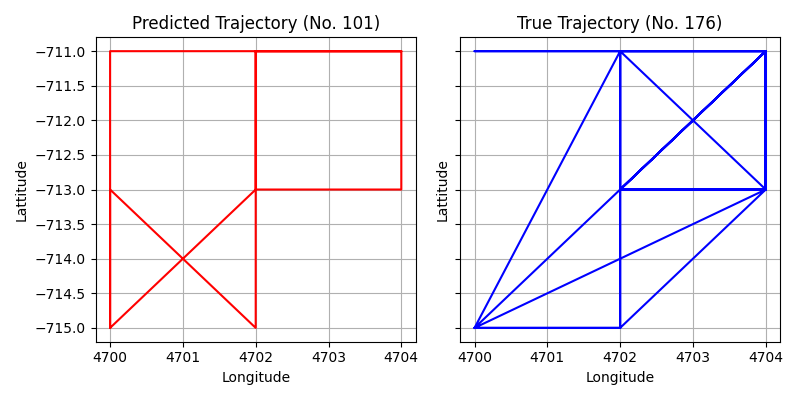 Predicted Trajectory (No. 101)
True Trajectory (No. 176)
−711.0
−711.5
−712.0
−712.5
−713.0
−713.5
−714.0
−714.5
−715.0
Lattitude
Lattitude
4700 4701 4702 4703 4704
4700 4701 4702 4703 4704
Longitude
Longitude